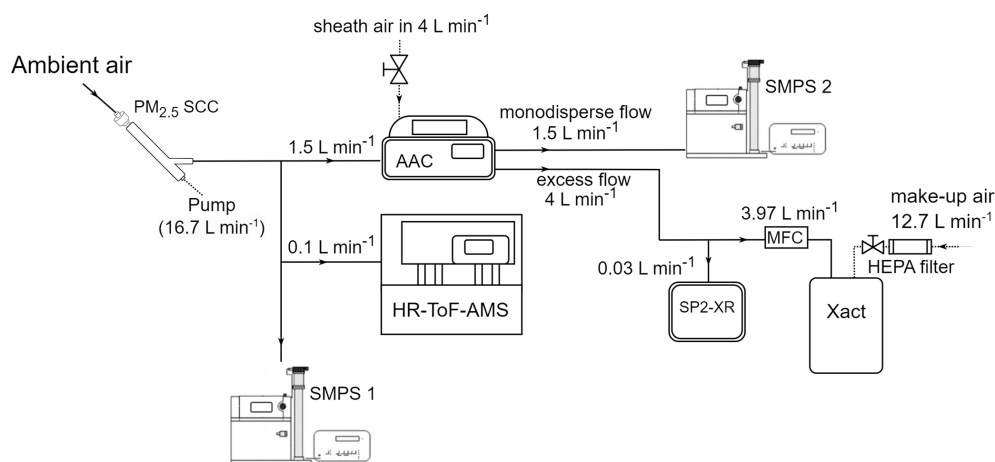 sheath air in 4 L min-1
Ambient air
PM2.5 SCC
SMPS 2
monodisperse flow
1.5 L min-1
1.5 L min-1
AAC
excess flow
4 L min-1
Pump
(16.7 L min-1)
make-up air
12.7 L min-1
3.97 L min-1
MFC
0.1 L min-1
HEPA filter
0.03 L min-1
HR-ToF-AMS
SP2-XR
Xact
SMPS 1